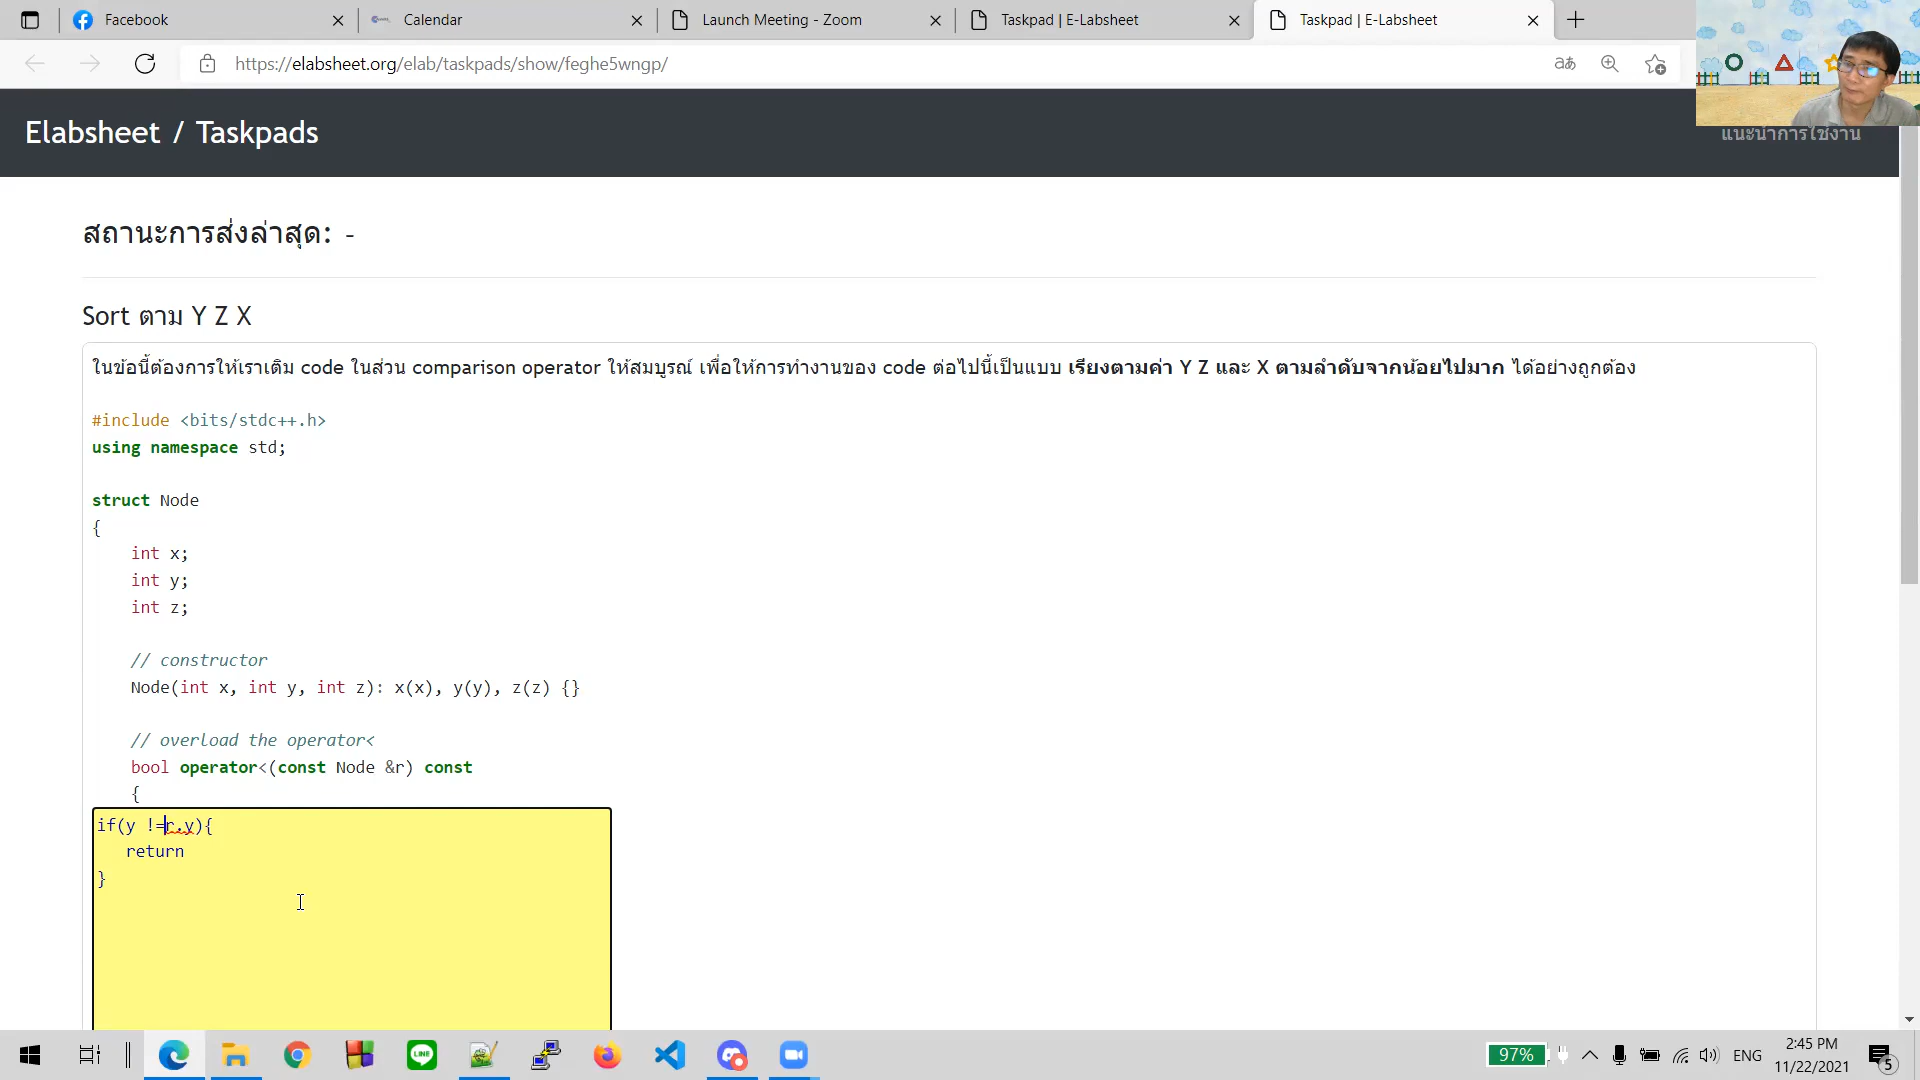 Facebook
Calendar
Launch Meeting - Zoom
Taskpad | E-Labsheet
Taskpad | E-Labsheet
https://elabsheet.org/elab/taskpads/show/feghe5wngp/
Elabsheet / Taskpads
แนะนำการใช้งาน
สถานะการส่งล่าสุด: -
Sort ตาม Y Z X
ในข้อนี้ต้องการให้เราเติม code ในส่วน comparison operator ให้สมบูรณ์ เพื่อให้การทำงานของ code ต่อไปนี้เป็นแบบ เรียงตามค่า Y Z และ X ตามลำดับจากน้อยไปมาก ได้อย่างถูกต้อง
#include <bits/stdc++.h>
using namespace std;
struct Node
{
int x;
int y;
int z;
// constructor
Node(int x, int y, int z): x(x), y(y), z(z) {}
// overload the operator<
bool operator<(const Node &r) const
{
if(y !=r.y){
return
}
LINE
97%
ENG
2:45 PM
11/22/2021
5